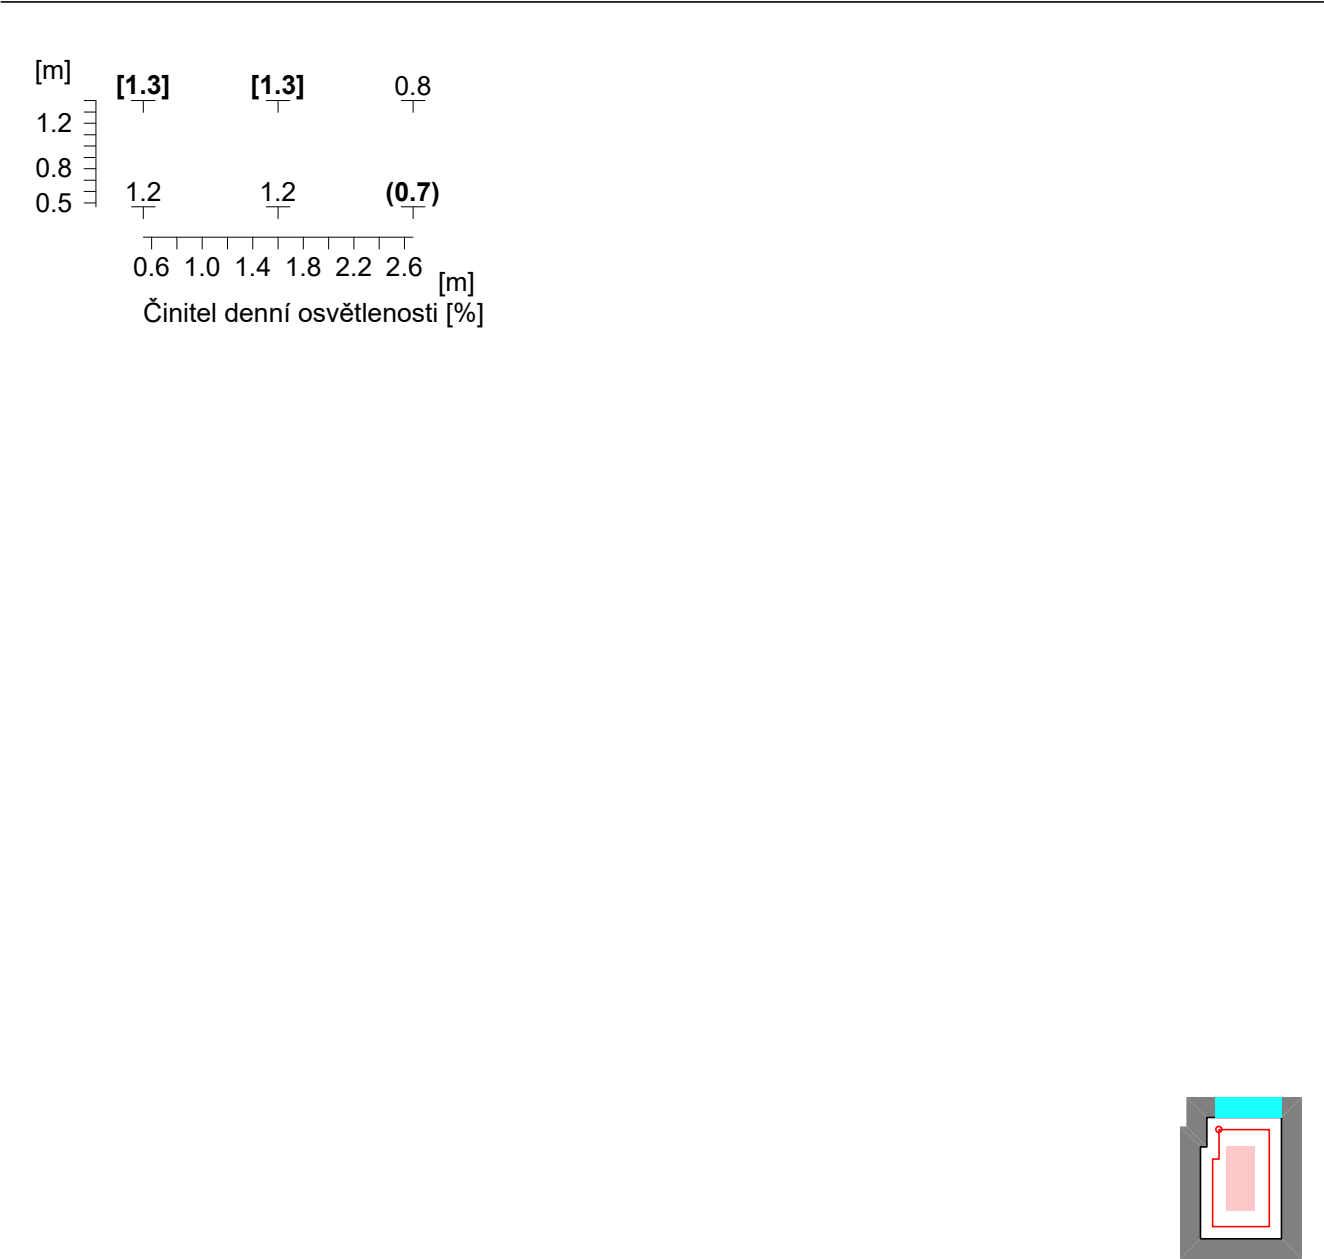 [m]
[1.3] [1.3] 0.8
1.2
0.8
1.2 1.2 (0.7)
0.5
0.6 1.0 1.4 1.8 2.2 2.6 [m]
Činitel denní osvětlenosti [%]